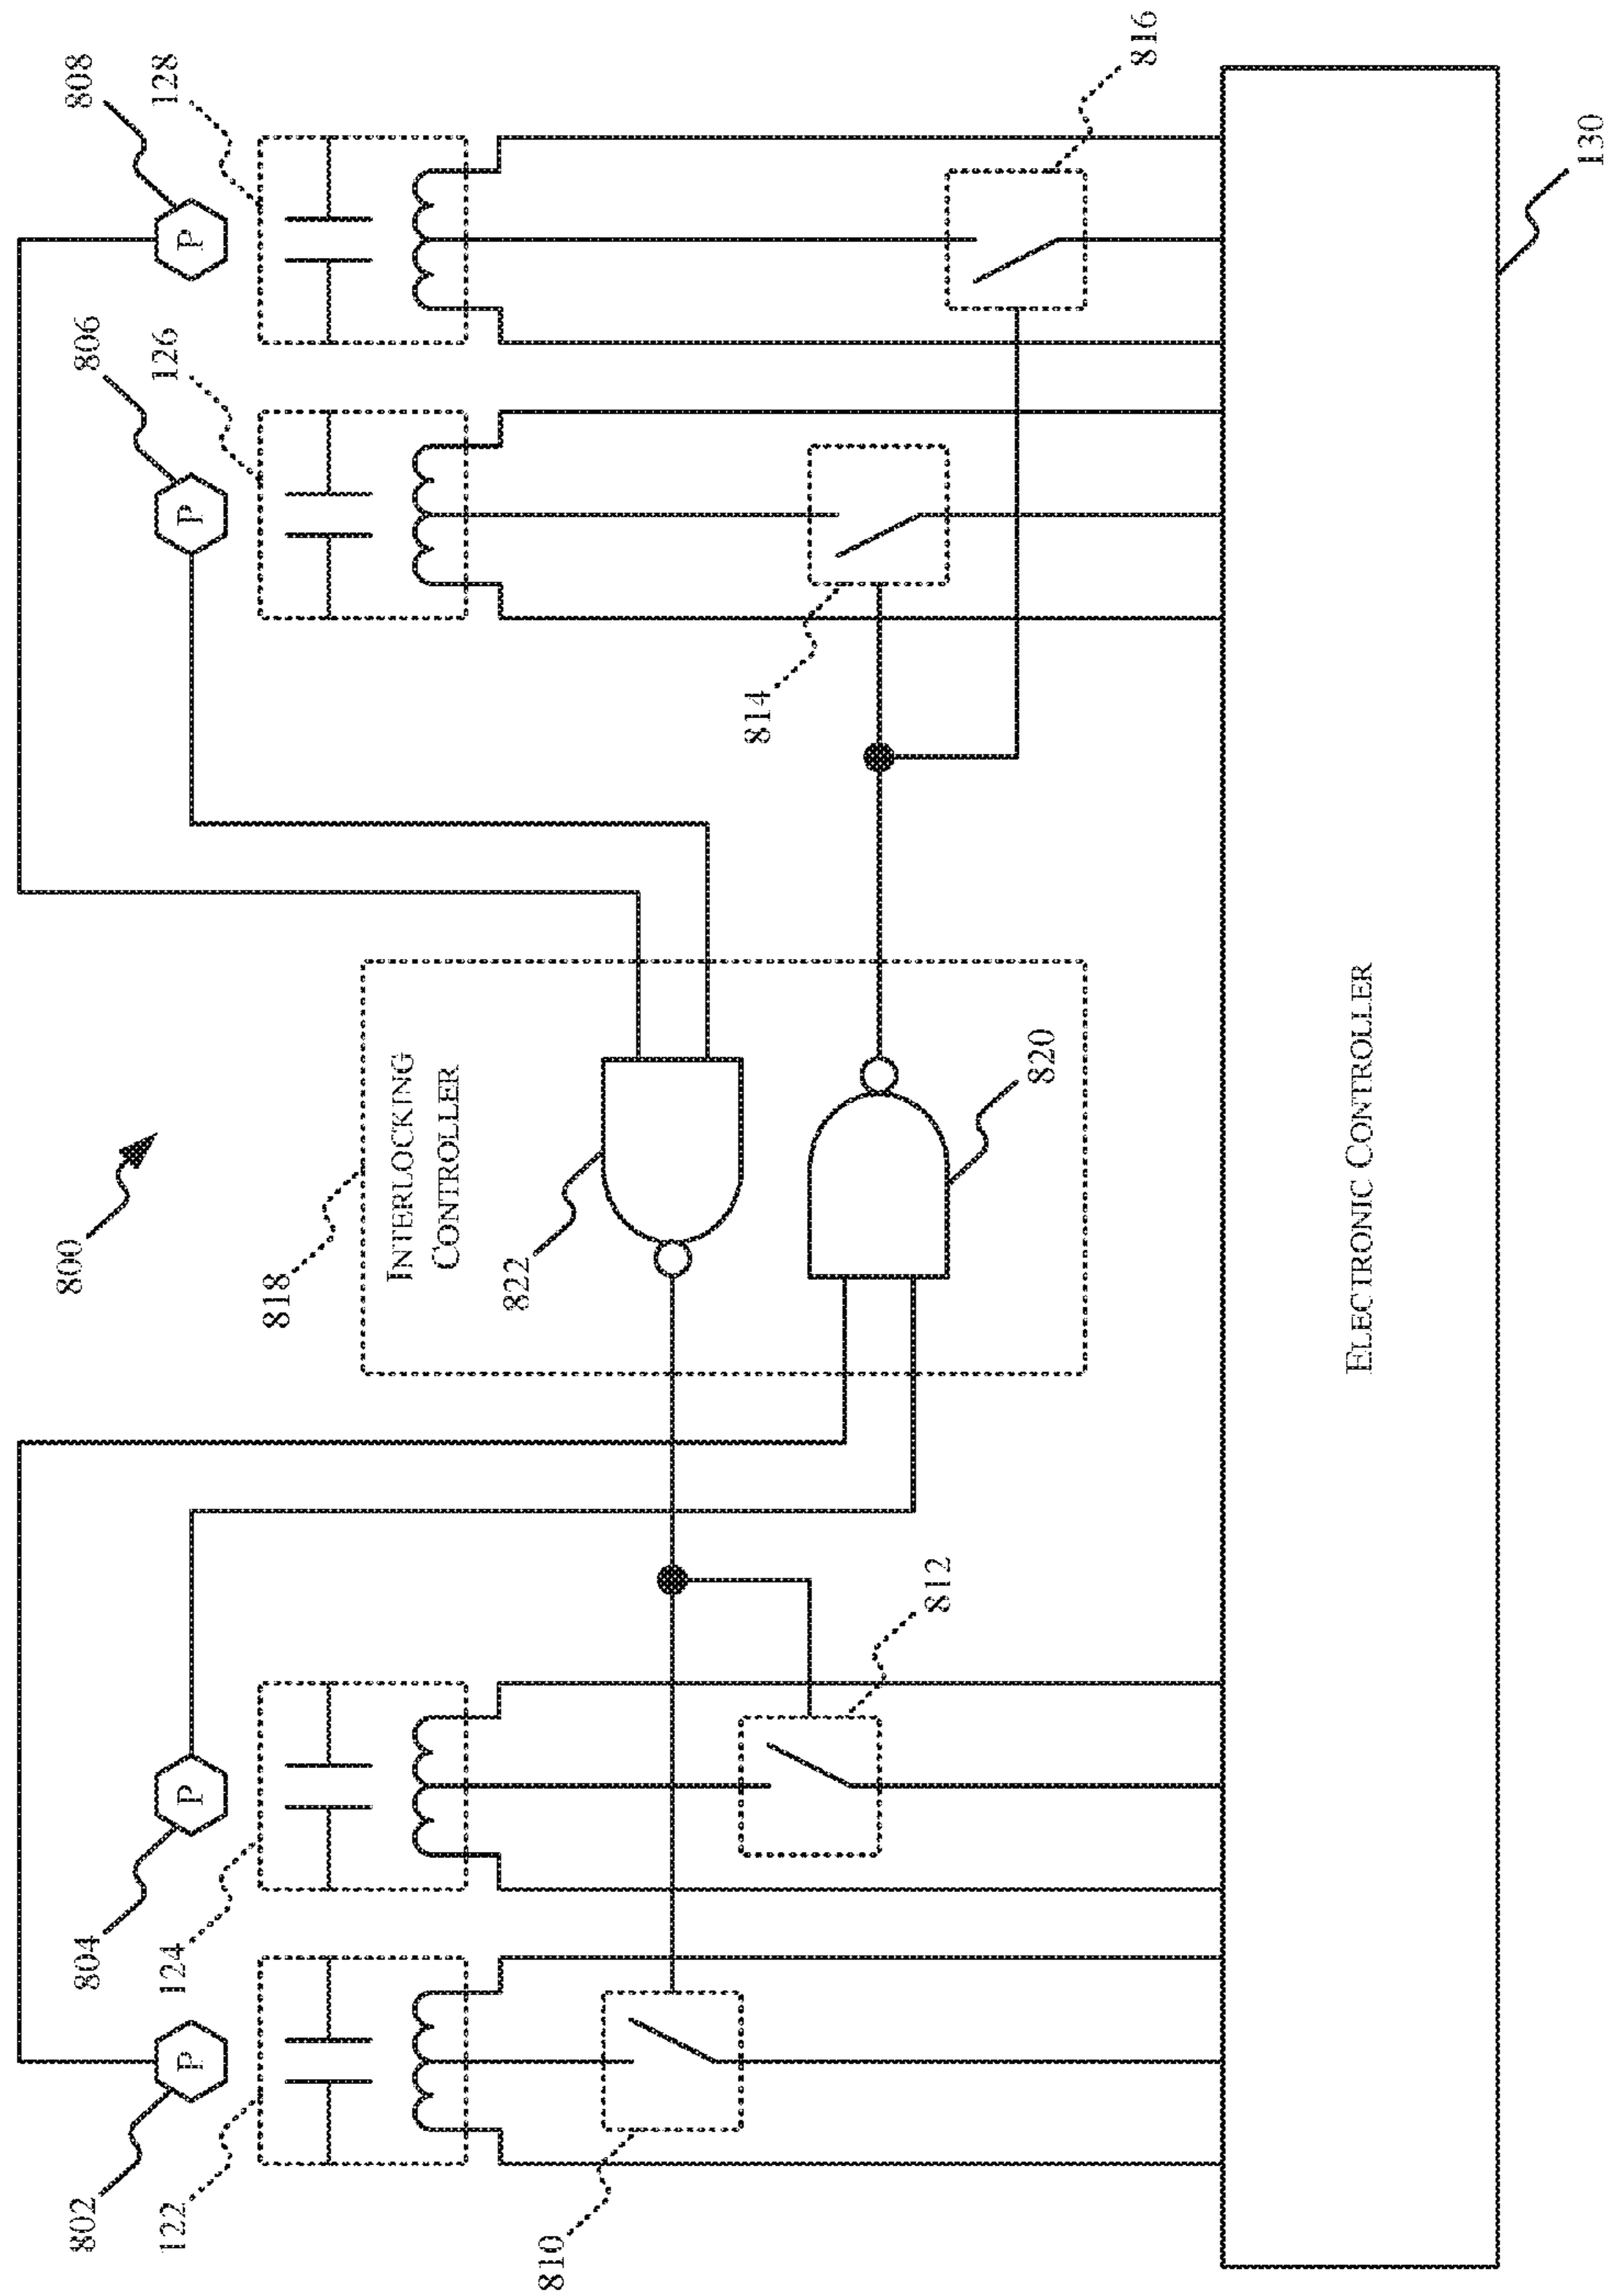 800
808
128
806
126
P
P
816
814
818
INTERLOCKING
CONTROLLER
822
820
812
804
124
802
122
P
P
810
ELECTRONIC CONTROLLER
130